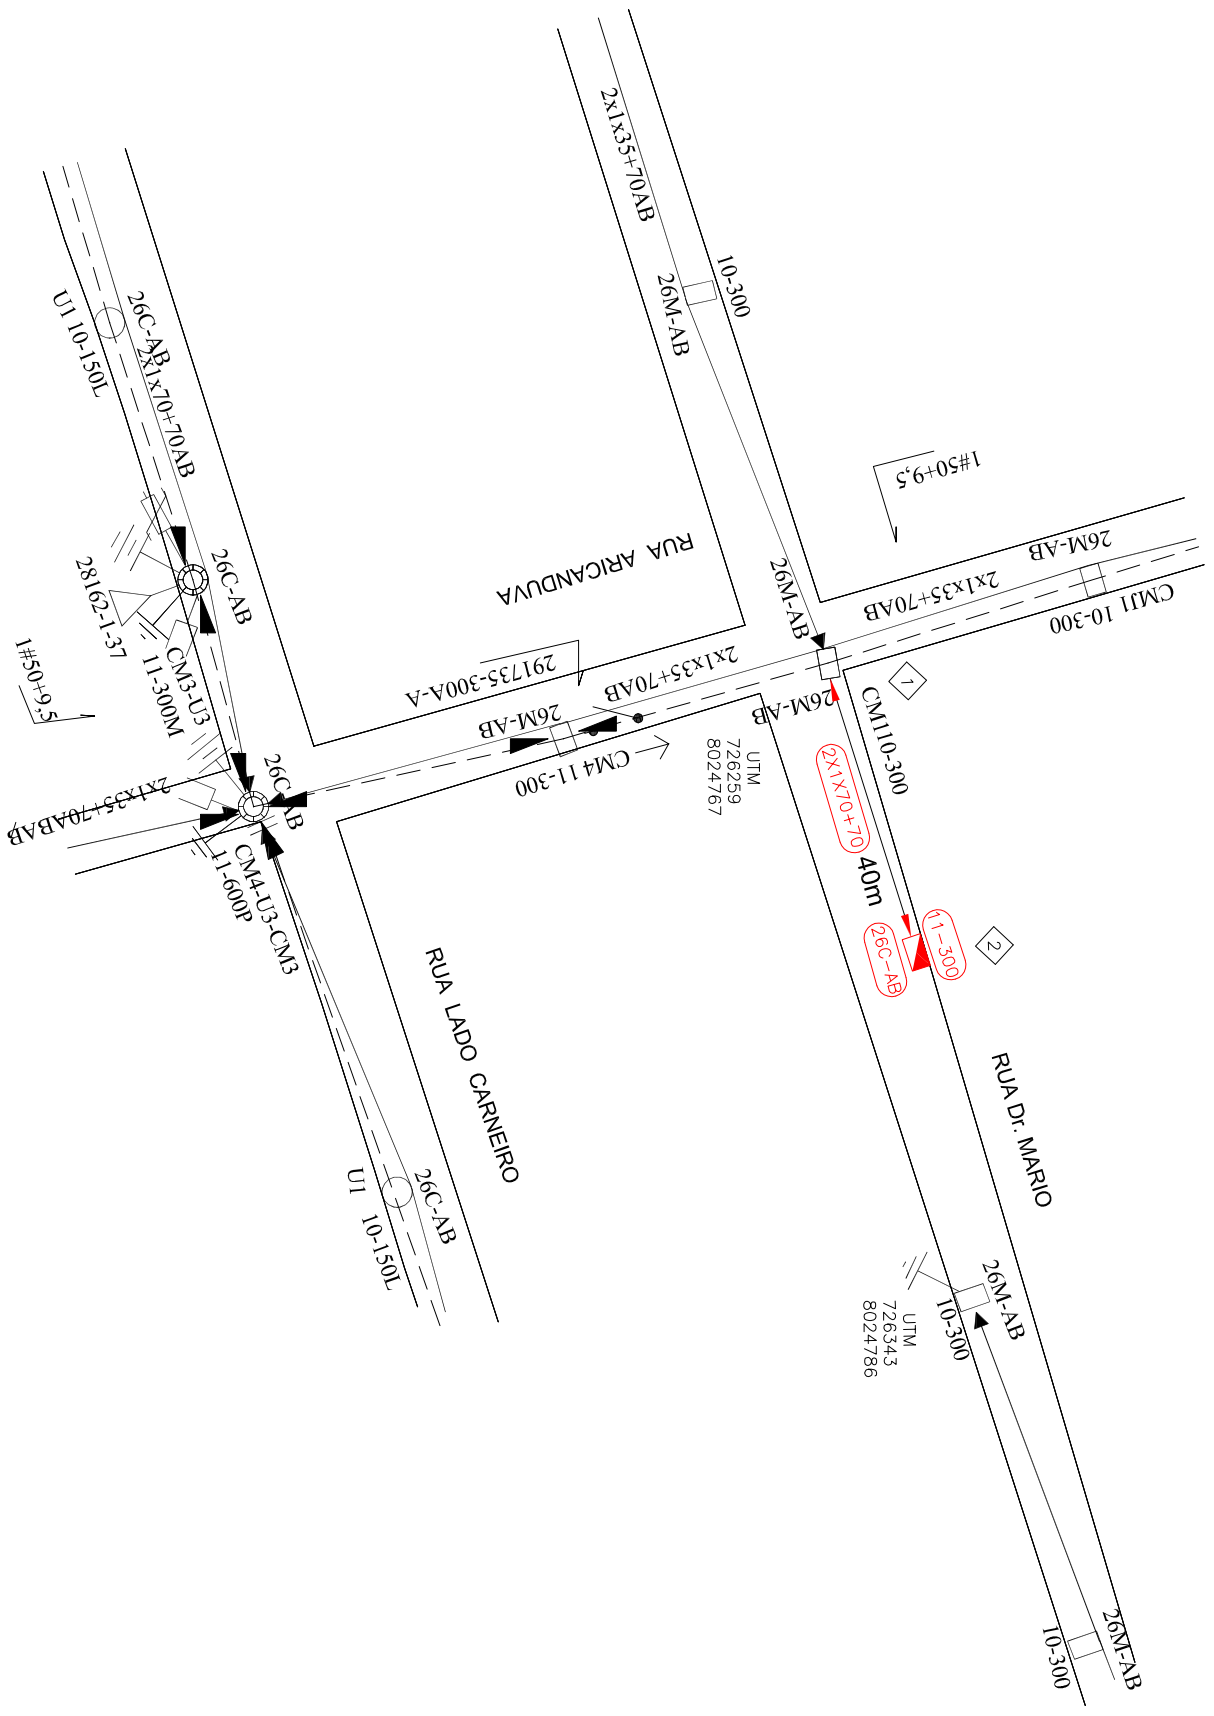 2x1x35+70AB
10-300
26M-AB
U1 10-150L
26C-AB
2x1x70+70AB
1#50+9,5
RUA ARICANDUVA
26M-AB
26M-AB
2x1x35+70AB
CMJ1 10-300
28162-1-37
26C-AB
1#50+9,5
11-300M
CM3-U3
291735-300A-A
2x1x35+70AB
26M-AB
26M-AB
CM4 11-300
1
CM110-300
UTM
726259
8024767
2X1X70+70
40m
26C-AB
11-300
2
2x1x35+70ABAB
26C-AB
11-600P
CM4-U3-CM3
RUA LADO CARNEIRO
RUA Dr. MARIO
U1 10-150L
26C-AB
26M-AB
10-300
UTM
726343
8024786
10-300
26M-AB